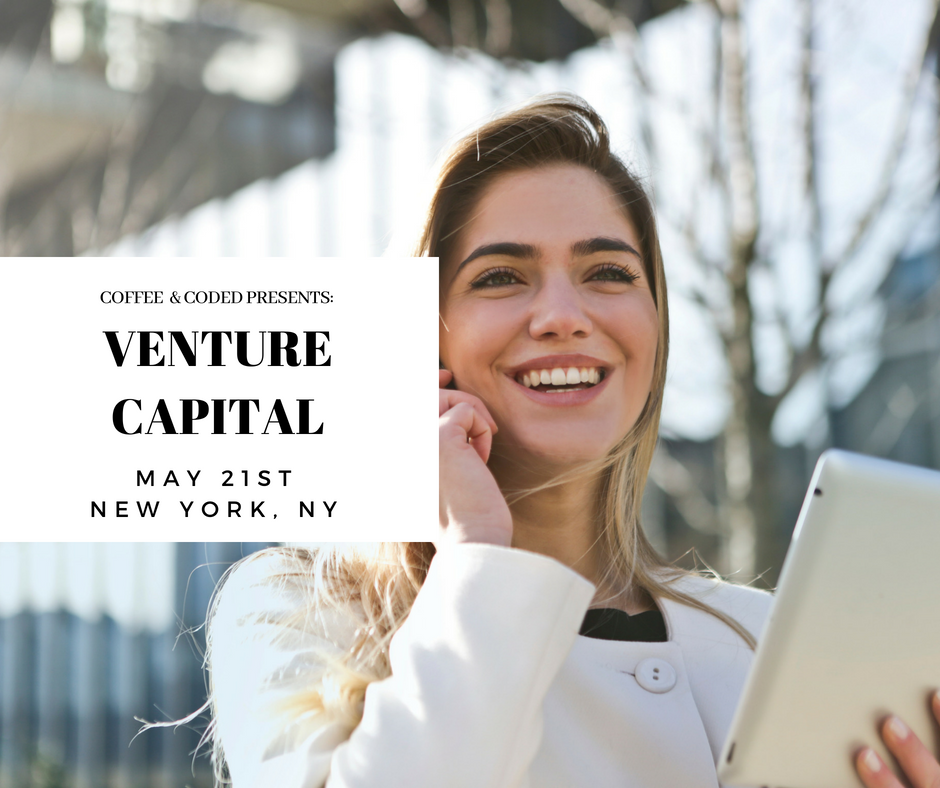 COFFEE & CODED PRESENTS:
VENTURE
CAPITAL
MAY 21ST
NEW YORK, NY